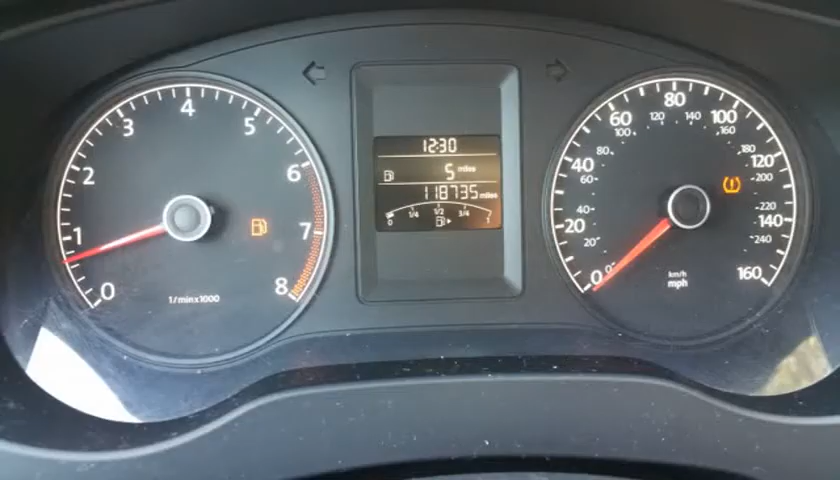 12:30
5 miles
118735 miles
0 1/4 1/2 3/4 1
0 1 2 3 4 5 6 7 8
1/minx1000
0 20 40 60 80 100 120 140 160
0 20 40 60 80 100 120 140 160 180 200 220 240
km/h
mph